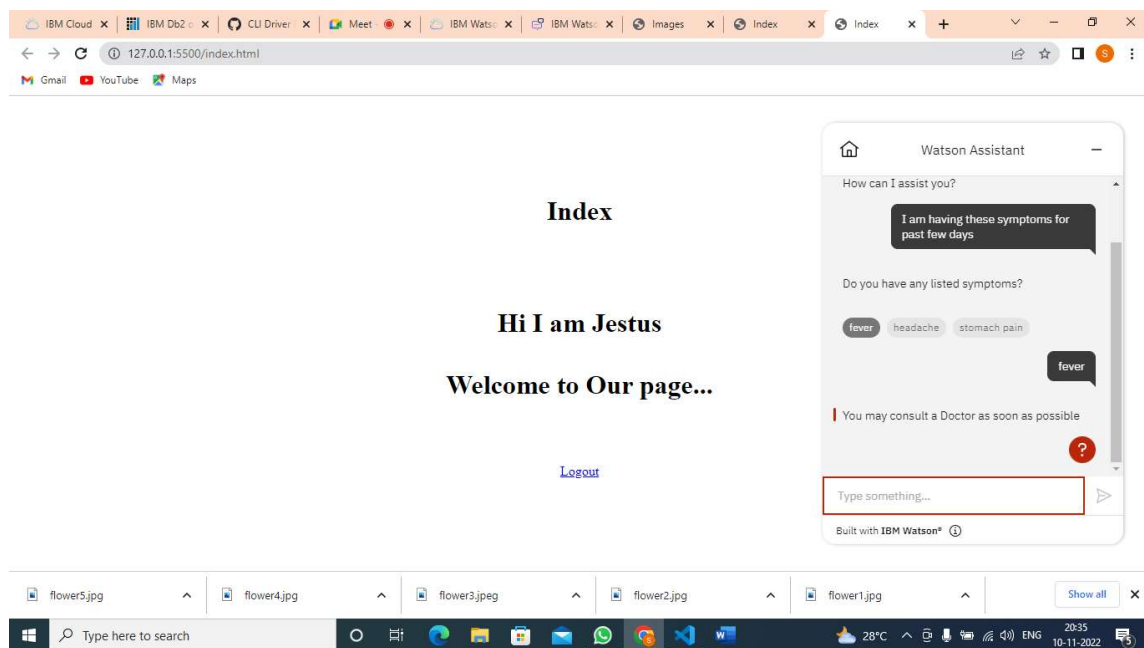 IBM Cloud
IBM Db2 o
CLI Driver
Meet -
IBM Watso
IBM Watso
Images
Index
Index
127.0.0.1:5500/index.html
S
Gmail
YouTube
Maps
Index
Hi I am Jestus
Welcome to Our page...
Logout
Watson Assistant
How can I assist you?
I am having these symptoms for
past few days
Do you have any listed symptoms?
fever headache stomach pain
fever
You may consult a Doctor as soon as possible
?
Type something...
Built with IBM Watson®
flower5.jpg
flower4.jpg
flower3.jpeg
flower2.jpg
flower1.jpg
Show all
Type here to search
28°C
ENG
20:35
10-11-2022
5